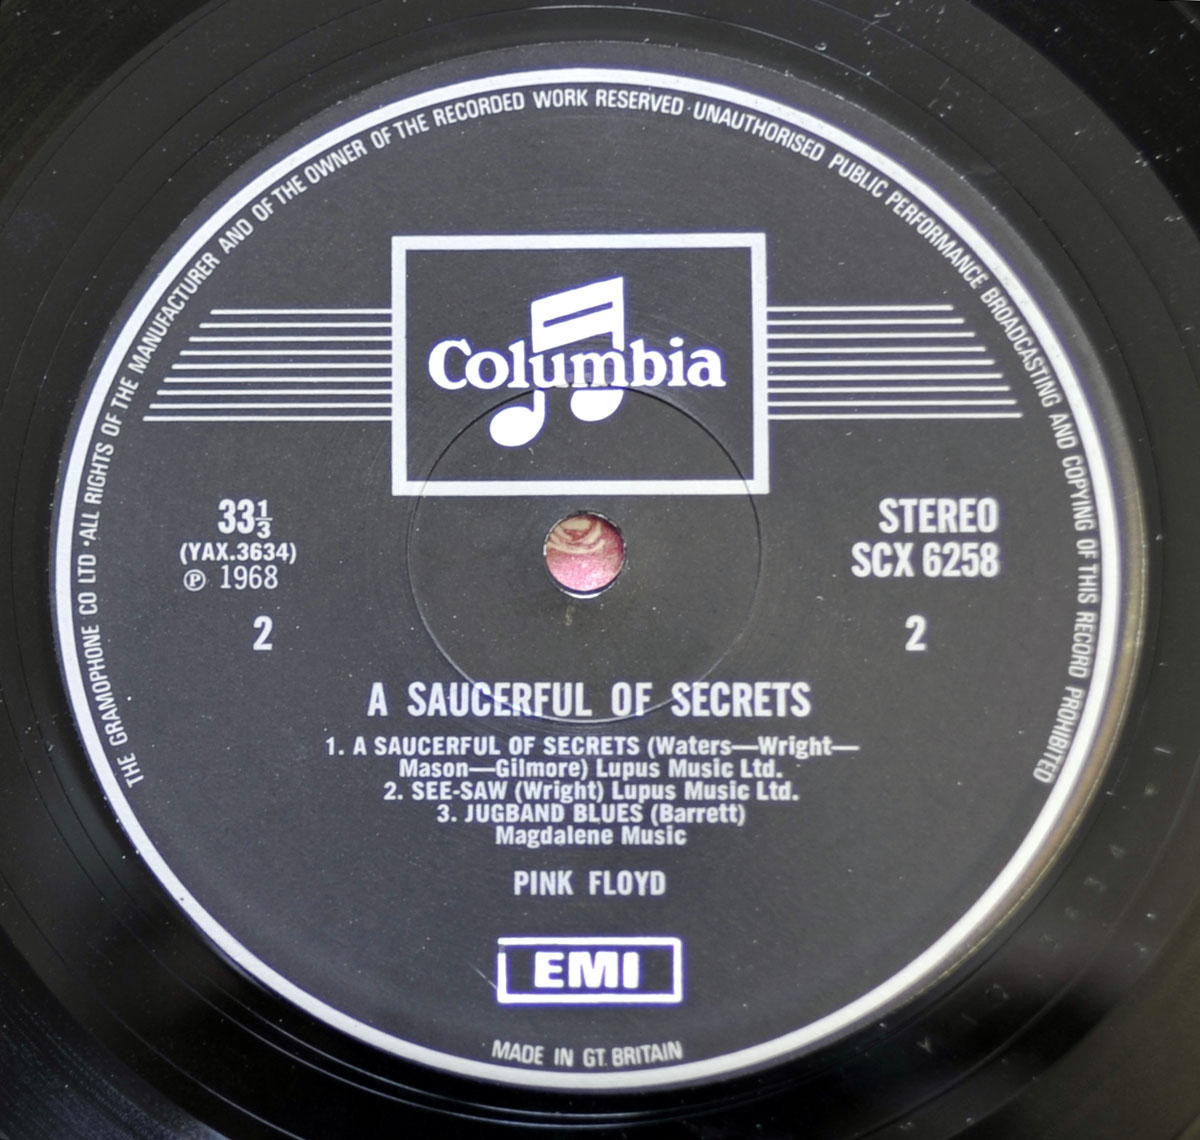 THE GRAMOPHONE CO LTD · ALL RIGHTS OF THE MANUFACTURER AND OF THE OWNER OF THE RECORDED WORK RESERVED · UNAUTHORISED PUBLIC PERFORMANCE BROADCASTING AND COPYING OF THIS RECORD PROHIBITED
Columbia
33⅓
(YAX.3634)
℗ 1968
2
STEREO
SCX 6258
2
A SAUCERFUL OF SECRETS
1. A SAUCERFUL OF SECRETS (Waters—Wright—
Mason—Gilmore) Lupus Music Ltd.
2. SEE-SAW (Wright) Lupus Music Ltd.
3. JUGBAND BLUES (Barrett)
Magdalene Music
PINK FLOYD
EMI
MADE IN GT. BRITAIN